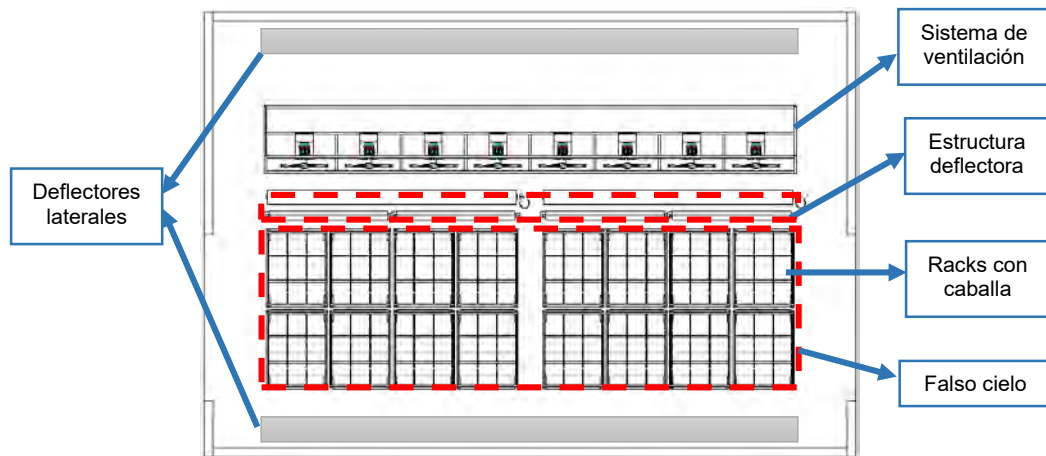 Sistema de
ventilación
Estructura
deflectora
Deflectores
laterales
Racks con
caballa
Falso cielo